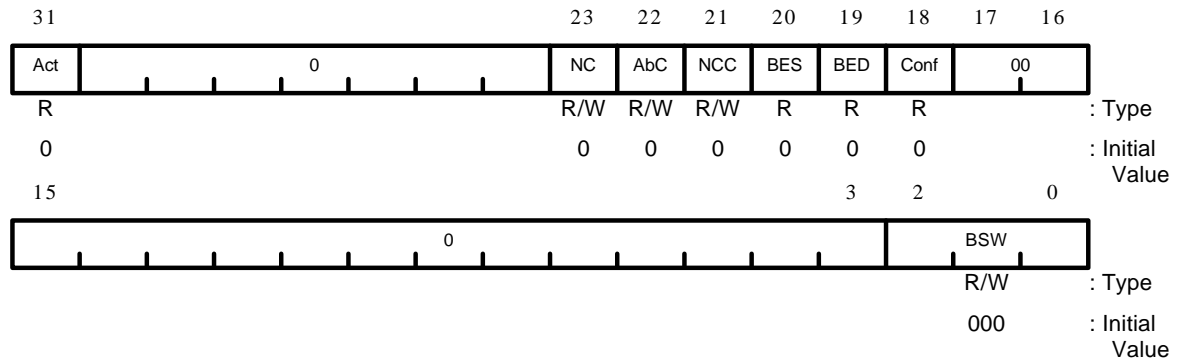 31 23 22 21 20 19 18 17 16
Act 0 NC AbC NCC BES BED Conf 00
R R/W R/W R/W R R R : Type
0 0 0 0 0 0 0 : Initial
Value
15 3 2 0
0 BSW
R/W : Type
000 : Initial
Value